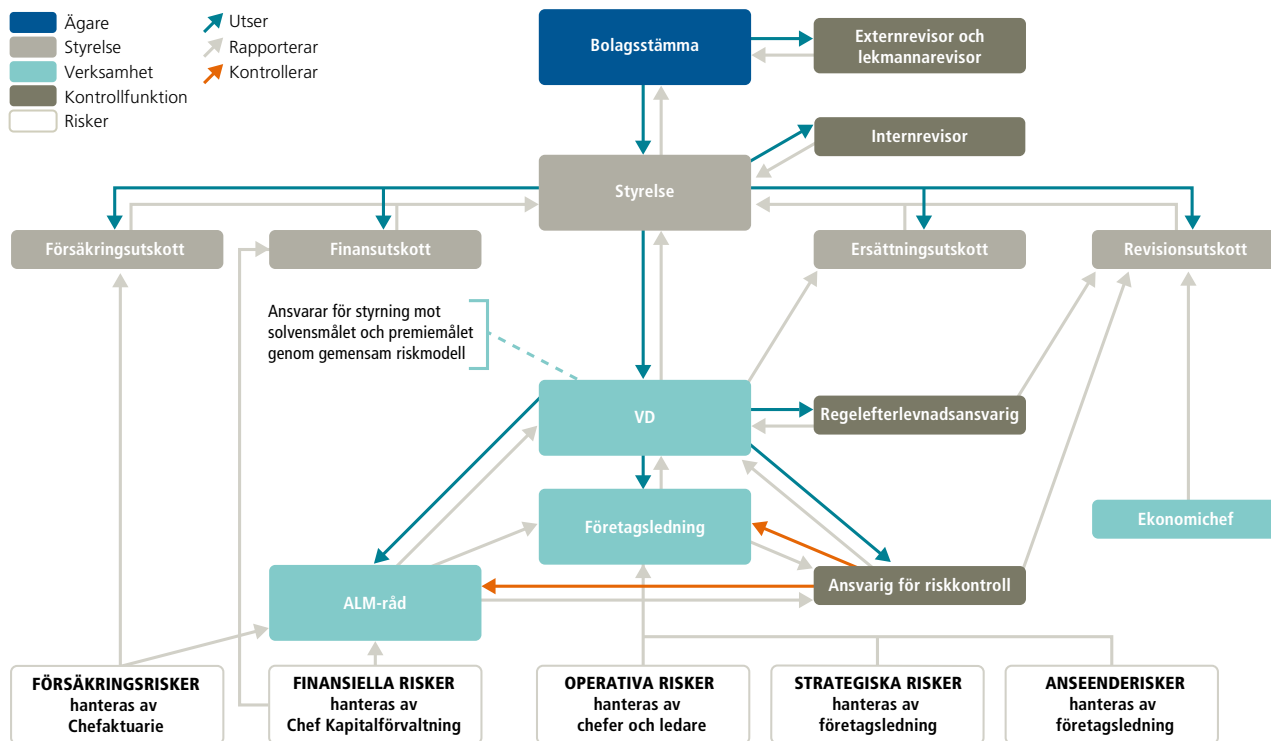 Ägare
Styrelse
Verksamhet
Kontrollfunktion
Risker
Utser
Rapporterar
Kontrollerar
Bolagsstämma
Externrevisor och
lekmannarevisor
Internrevisor
Styrelse
Försäkringsutskott
Finansutskott
Ersättningsutskott
Revisionsutskott
Ansvarar för styrning mot
solvensmålet och premiemålet
genom gemensam riskmodell
VD
Regelefterlevnadsansvarig
Företagsledning
Ekonomichef
ALM-råd
Ansvarig för riskkontroll
FÖRSÄKRINGSRISKER
hanteras av
Chefaktuarie
FINANSIELLA RISKER
hanteras av
Chef Kapitalförvaltning
OPERATIVA RISKER
hanteras av
chefer och ledare
STRATEGISKA RISKER
hanteras av
företagsledning
ANSEENDERISKER
hanteras av
företagsledning